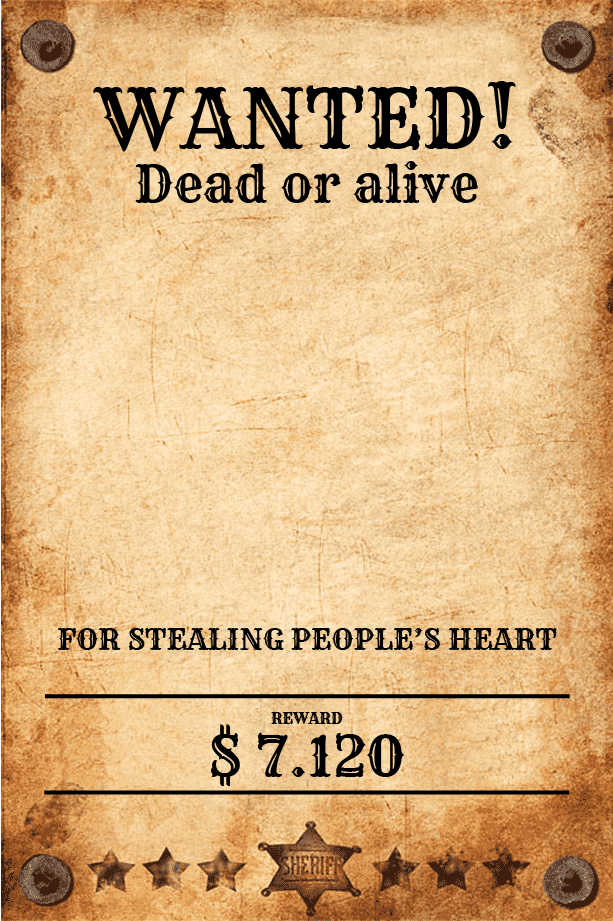 WANTED!
Dead or alive
FOR STEALING PEOPLE'S HEART
REWARD
$ 7.120
SHERIFF